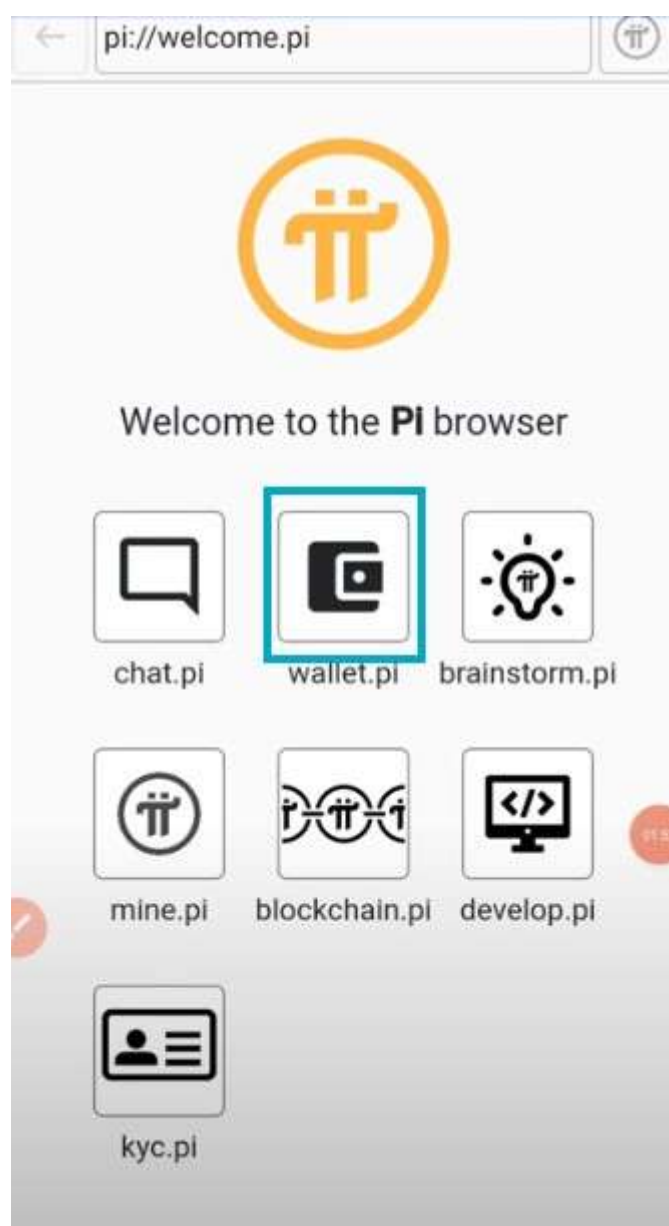 pi://welcome.pi
Welcome to the Pi browser
chat.pi
wallet.pi
brainstorm.pi
mine.pi
blockchain.pi
develop.pi
kyc.pi